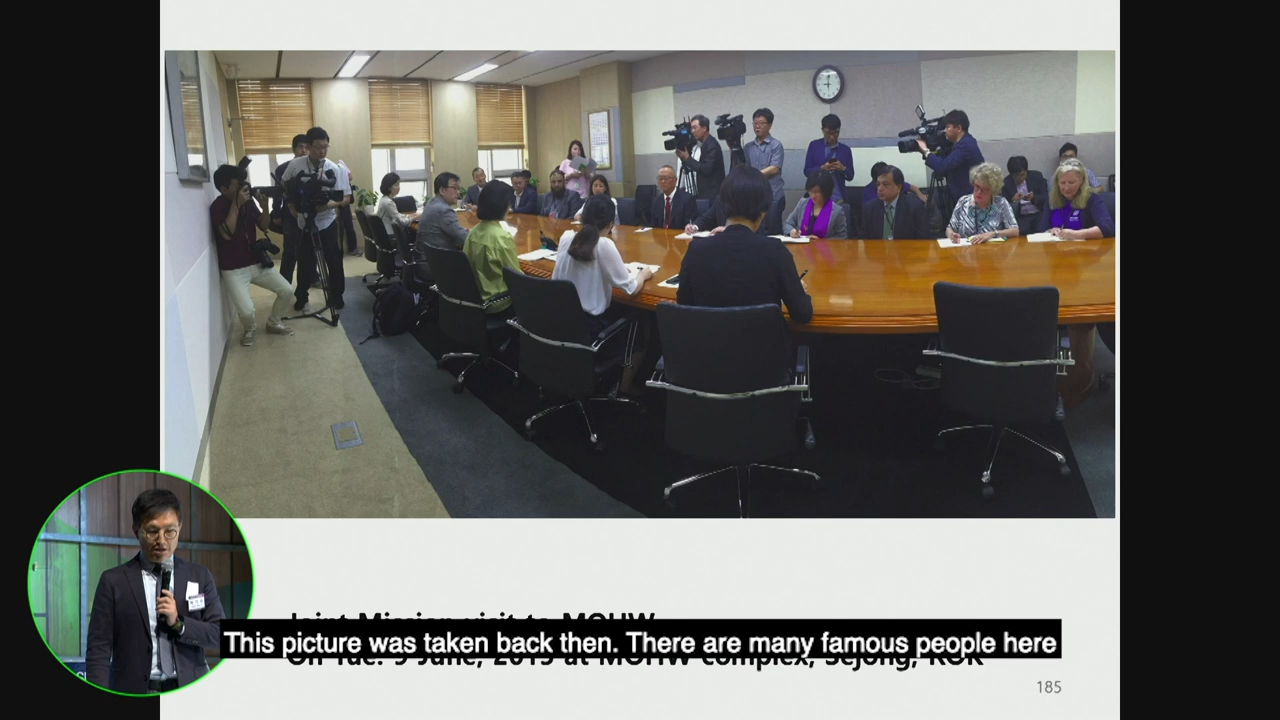 Joint Mission visit to MOHW
This picture was taken back then. There are many famous people here
On Tue. 9 June, 2015 at MOHW complex, Sejong, ROK
185